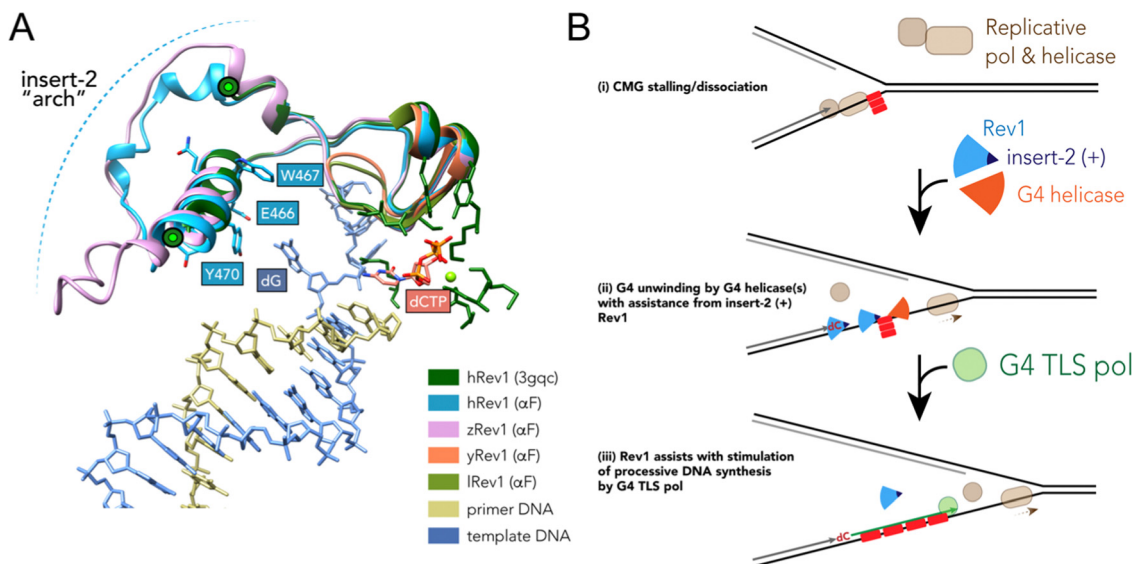 A
insert-2
"arch"
W467
E466
Y470
dG
dCTP
hRev1 (3gqc)
hRev1 (αF)
zRev1 (αF)
yRev1 (αF)
lRev1 (αF)
primer DNA
template DNA
B
Replicative
pol & helicase
(i) CMG stalling/dissociation
Rev1
insert-2 (+)
G4 helicase
(ii) G4 unwinding by G4 helicase(s)
with assistance from insert-2 (+)
Rev1
dC
G4 TLS pol
(iii) Rev1 assists with stimulation
of processive DNA synthesis
by G4 TLS pol
dC